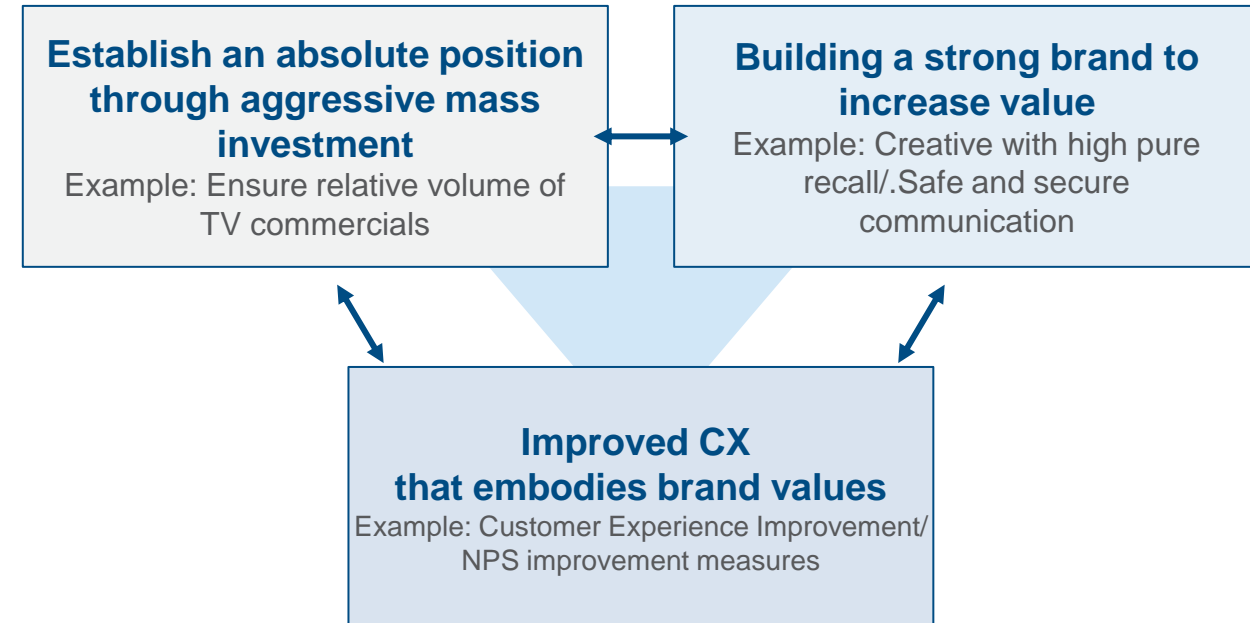 Establish an absolute position
through aggressive mass
investment
Example: Ensure relative volume of
TV commercials
Building a strong brand to
increase value
Example: Creative with high pure
recall/.Safe and secure
communication
Improved CX
that embodies brand values
Example: Customer Experience Improvement/
NPS improvement measures